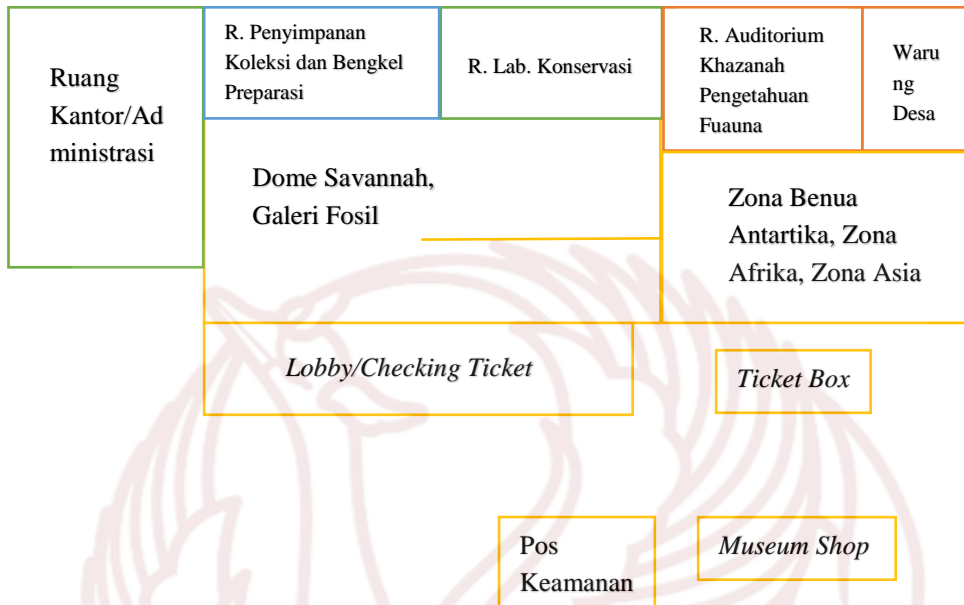 Ruang
Kantor/Ad
ministrasi
R. Penyimpanan
Koleksi dan Bengkel
Preparasi
R. Lab. Konservasi
R. Auditorium
Khazanah
Pengetahuan
Fuauna
Waru
ng
Desa
Dome Savannah,
Galeri Fosil
Zona Benua
Antartika, Zona
Afrika, Zona Asia
Lobby/Checking Ticket
Ticket Box
Pos
Keamanan
Museum Shop